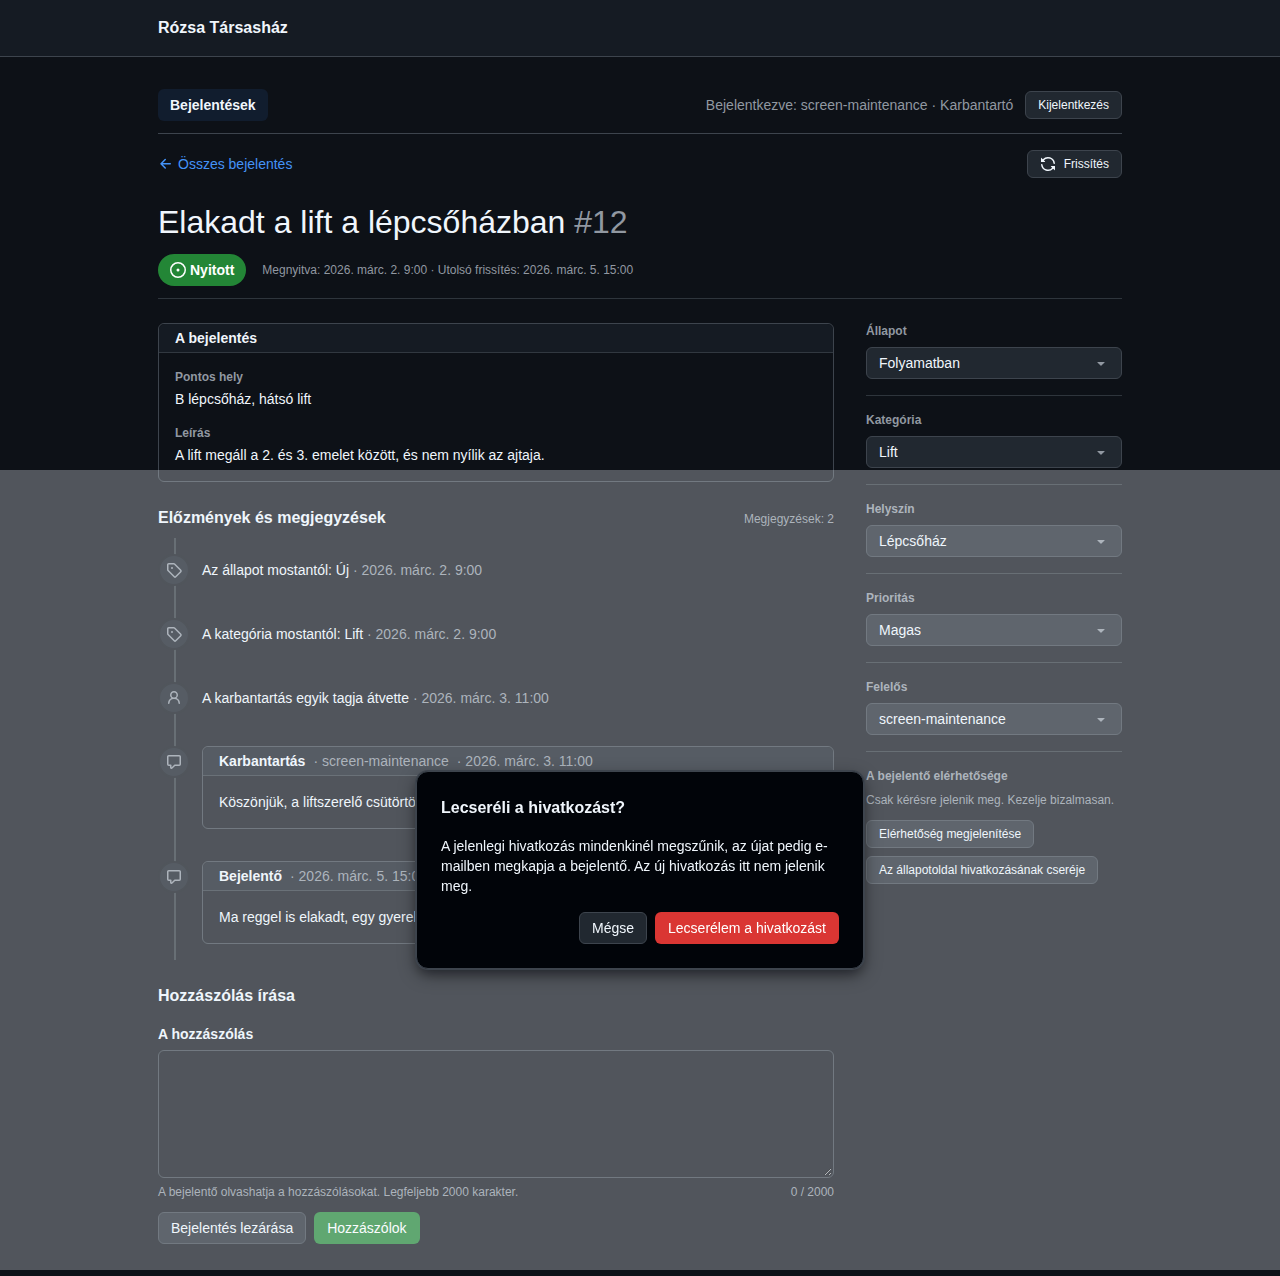 Rózsa Társasház
Bejelentések
Bejelentkezve: screen-maintenance · Karbantartó
Kijelentkezés
Összes bejelentés
Frissítés
Elakadt a lift a lépcsőházban #12
Nyitott
Megnyitva: 2026. márc. 2. 9:00 · Utolsó frissítés: 2026. márc. 5. 15:00
A bejelentés
Pontos hely
B lépcsőház, hátsó lift
Leírás
A lift megáll a 2. és 3. emelet között, és nem nyílik az ajtaja.
Állapot
Folyamatban
Kategória
Lift
Helyszín
Lépcsőház
Prioritás
Magas
Felelős
screen-maintenance
A bejelentő elérhetősége
Csak kérésre jelenik meg. Kezelje bizalmasan.
Elérhetőség megjelenítése
Az állapotoldal hivatkozásának cseréje
Előzmények és megjegyzések
Megjegyzések: 2
Az állapot mostantól: Új · 2026. márc. 2. 9:00
A kategória mostantól: Lift · 2026. márc. 2. 9:00
A karbantartás egyik tagja átvette · 2026. márc. 3. 11:00
Karbantartás · screen-maintenance · 2026. márc. 3. 11:00
Köszönjük, a liftszerelő
Bejelentő · 2026. márc. 5.
Ma reggel is elakadt, egy
Lecseréli a hivatkozást?
A jelenlegi hivatkozás mindenkinél megszűnik, az újat pedig e-
mailben megkapja a bejelentő. Az új hivatkozás itt nem jelenik
meg.
Mégse
Lecserélem a hivatkozást
Hozzászólás írása
A hozzászólás
A bejelentő olvashatja a hozzászólásokat. Legfeljebb 2000 karakter.
0 / 2000
Bejelentés lezárása
Hozzászólok